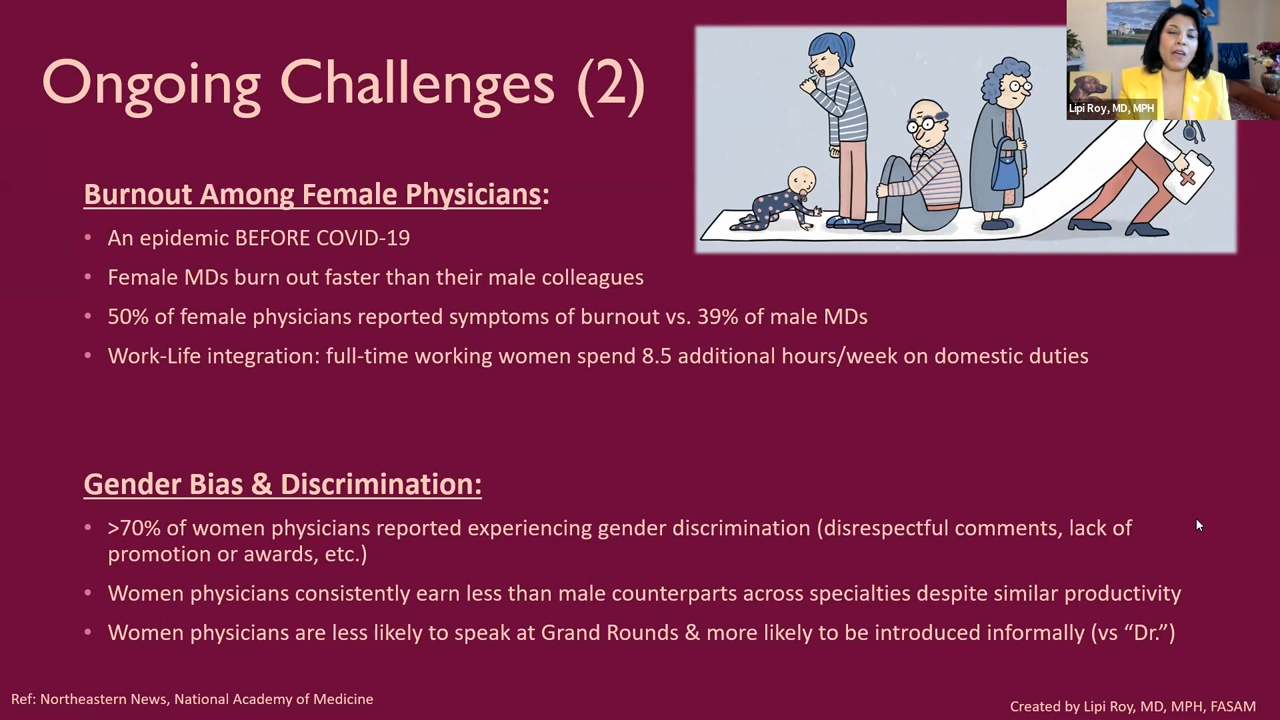 Ongoing Challenges (2)
Lipi Roy, MD, MPH
Burnout Among Female Physicians:
• An epidemic BEFORE COVID-19
• Female MDs burn out faster than their male colleagues
• 50% of female physicians reported symptoms of burnout vs. 39% of male MDs
• Work-Life integration: full-time working women spend 8.5 additional hours/week on domestic duties
Gender Bias & Discrimination:
• >70% of women physicians reported experiencing gender discrimination (disrespectful comments, lack of
promotion or awards, etc.)
• Women physicians consistently earn less than male counterparts across specialties despite similar productivity
• Women physicians are less likely to speak at Grand Rounds & more likely to be introduced informally (vs “Dr.”)
Ref: Northeastern News, National Academy of Medicine
Created by Lipi Roy, MD, MPH, FASAM